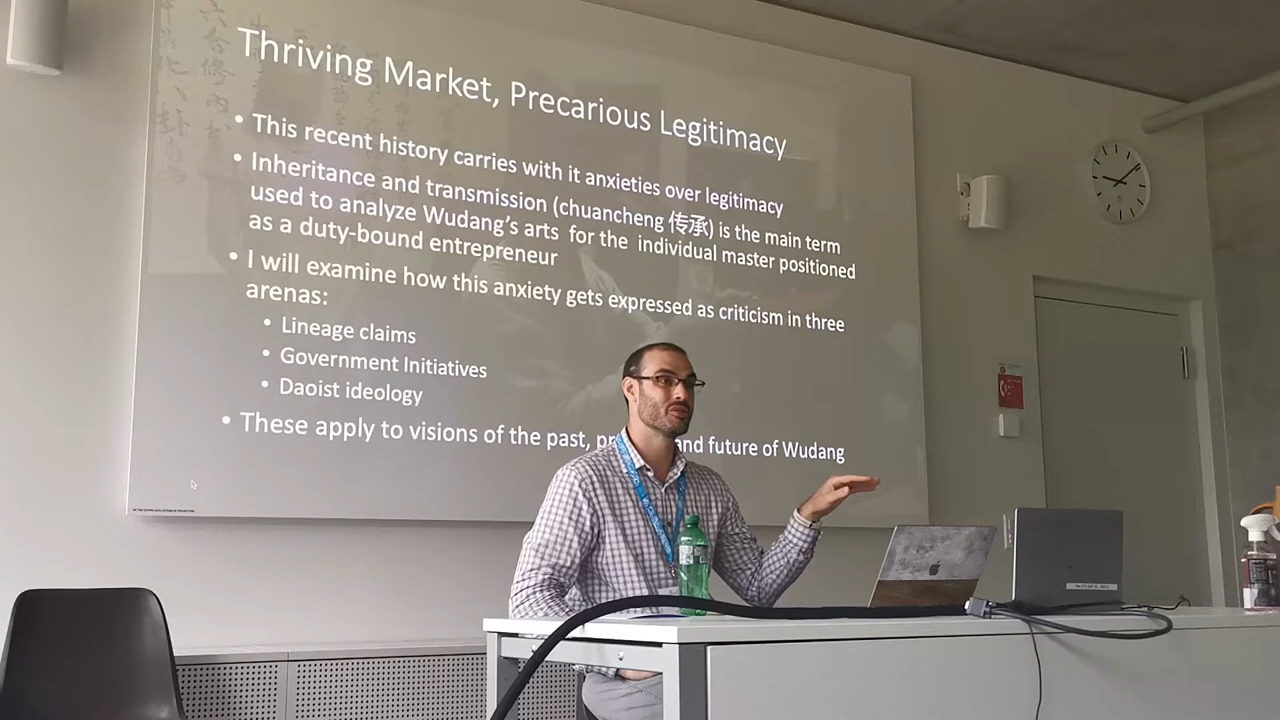 Thriving Market, Precarious Legitimacy
• This recent history carries with it anxieties over legitimacy
• Inheritance and transmission (chuancheng 传承) is the main term
used to analyze Wudang's arts for the individual master positioned
as a duty-bound entrepreneur
• I will examine how this anxiety gets expressed as criticism in three
arenas:
• Lineage claims
• Government Initiatives
• Daoist ideology
• These apply to visions of the past, and future of Wudang